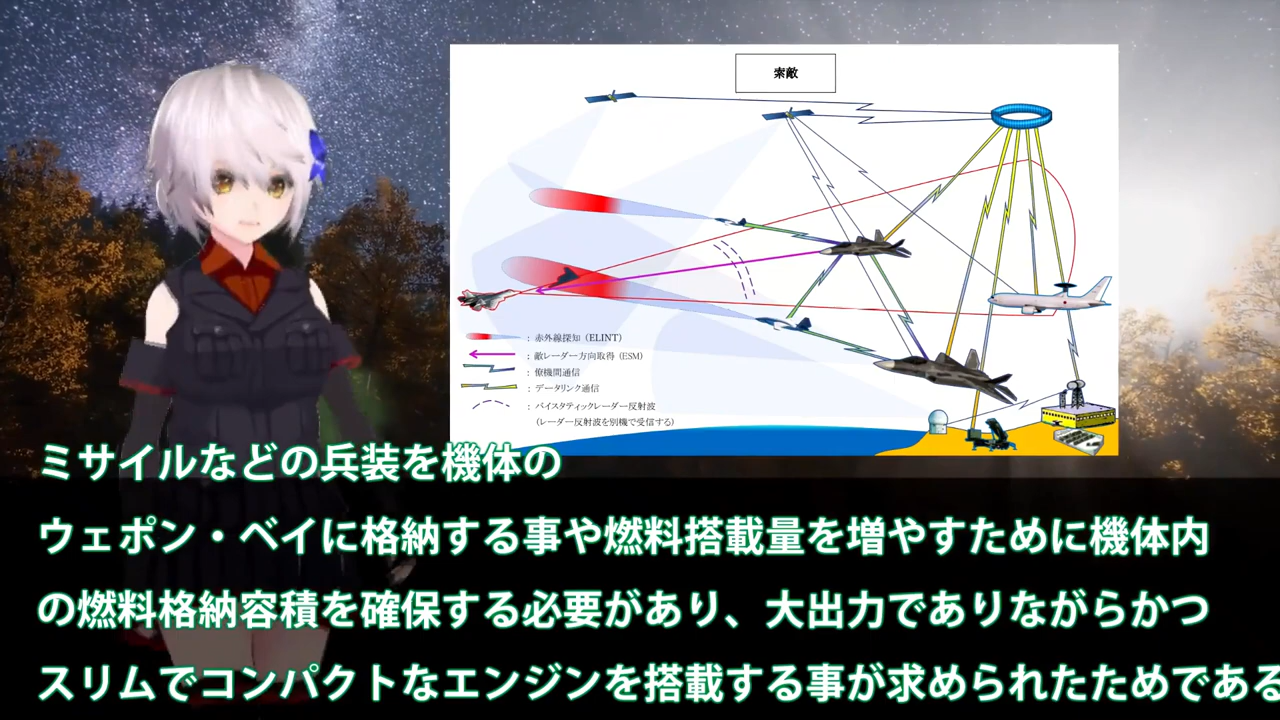 索敵
：赤外線探知（ELINT）
：敵レーダー方向取得（ESM）
：僚機間通信
：データリンク通信
：バイスタティックレーダー反射波
（レーダー反射波を別機で受信する）
ミサイルなどの兵装を機体の
ウェポン・ベイに格納する事や燃料搭載量を増やすために機体内
の燃料格納容積を確保する必要があり、大出力でありながらかつ
スリムでコンパクトなエンジンを搭載する事が求められたためである